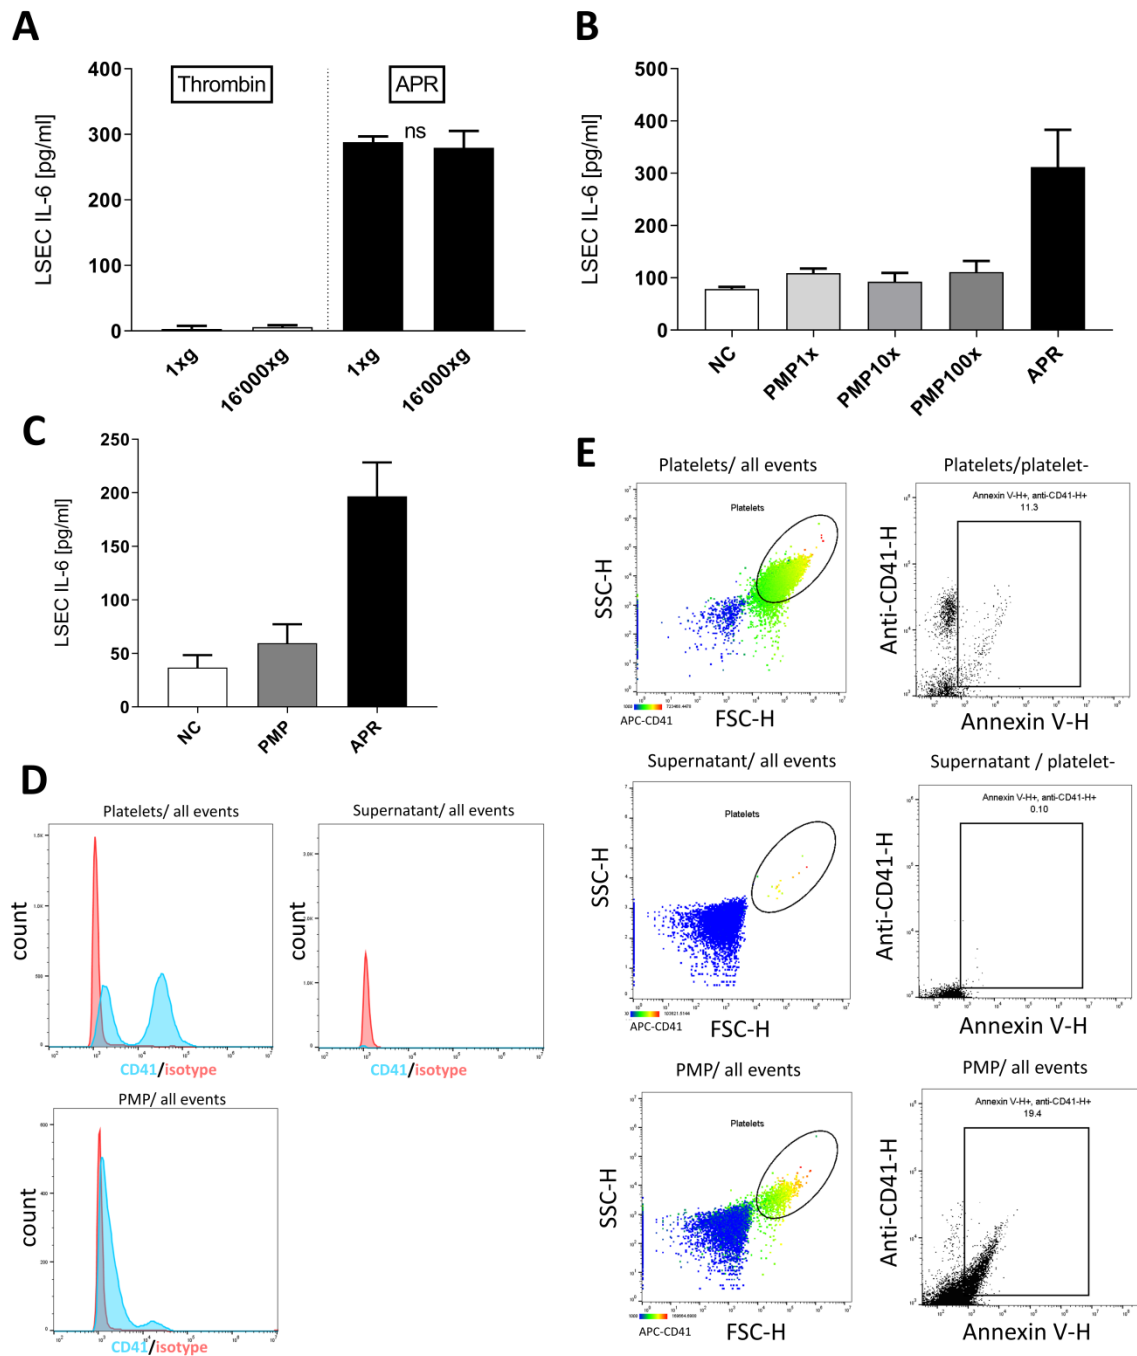 A
LSEC IL-6 [pg/ml]
400
300
200
100
0
Thrombin
APR
ns
1xg
16'000xg
1xg
16'000xg
B
LSEC IL-6 [pg/ml]
500
400
300
200
100
0
NC
PMP1x
PMP10x
PMP100x
APR
C
LSEC IL-6 [pg/ml]
250
200
150
100
50
0
NC
PMP
APR
D
Platelets/ all events
count
CD41/isotype
Supernatant/ all events
CD41/isotype
PMP/ all events
count
CD41/isotype
E
Platelets/ all events
Platelets
SSC-H
FSC-H
APC-CD41
Platelets/platelet-
Annexin V-H+, anti-CD41-H+
11.3
Anti-CD41-H
Annexin V-H
Supernatant/ all events
Platelets
SSC-H
FSC-H
APC-CD41
Supernatant / platelet-
Annexin V-H+, anti-CD41-H+
0.10
Anti-CD41-H
Annexin V-H
PMP/ all events
Platelets
SSC-H
FSC-H
APC-CD41
PMP/ all events
Annexin V-H+, anti-CD41-H+
19.4
Anti-CD41-H
Annexin V-H